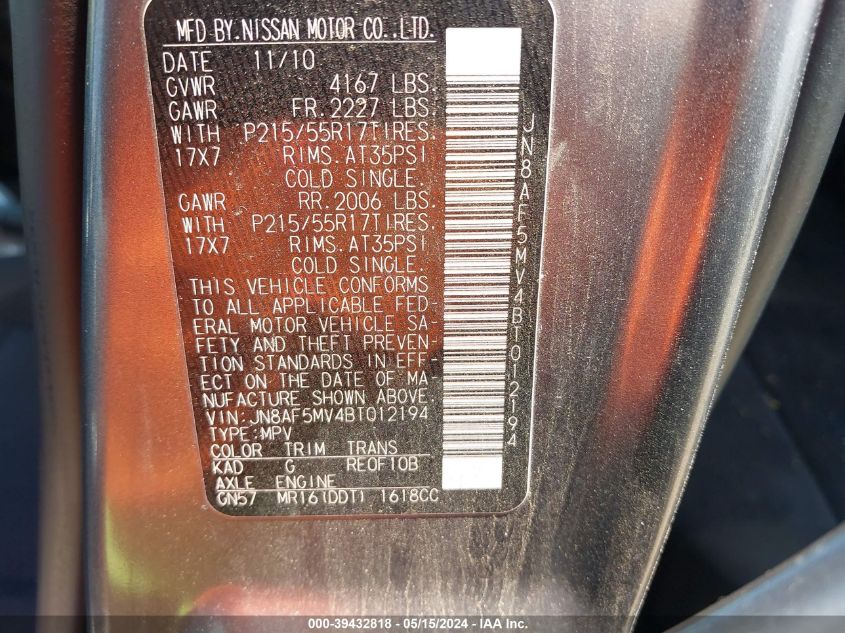 MFD BY.NISSAN MOTOR CO.,LTD.
DATE 11/10
GVWR 4167 LBS.
GAWR FR.2227 LBS.
WITH P215/55R17TIRES.
17X7 RIMS.AT35PSI
COLD SINGLE.
GAWR RR.2006 LBS.
WITH P215/55R17TIRES.
17X7 RIMS.AT35PSI
COLD SINGLE.
THIS VEHICLE CONFORMS
TO ALL APPLICABLE FED-
ERAL MOTOR VEHICLE SA-
FETY AND THEFT PREVEN-
TION STANDARDS IN EFF-
ECT ON THE DATE OF MA-
NUFACTURE SHOWN ABOVE.
VIN:JN8AF5MV4BT012194
TYPE:MPV
COLOR TRIM TRANS
KAD G RE0F10B
AXLE ENGINE
GN57 MR16(DDT) 1618CC
JN8AF5MV4BT012194
000-39432818 - 05/15/2024 - IAAI.com